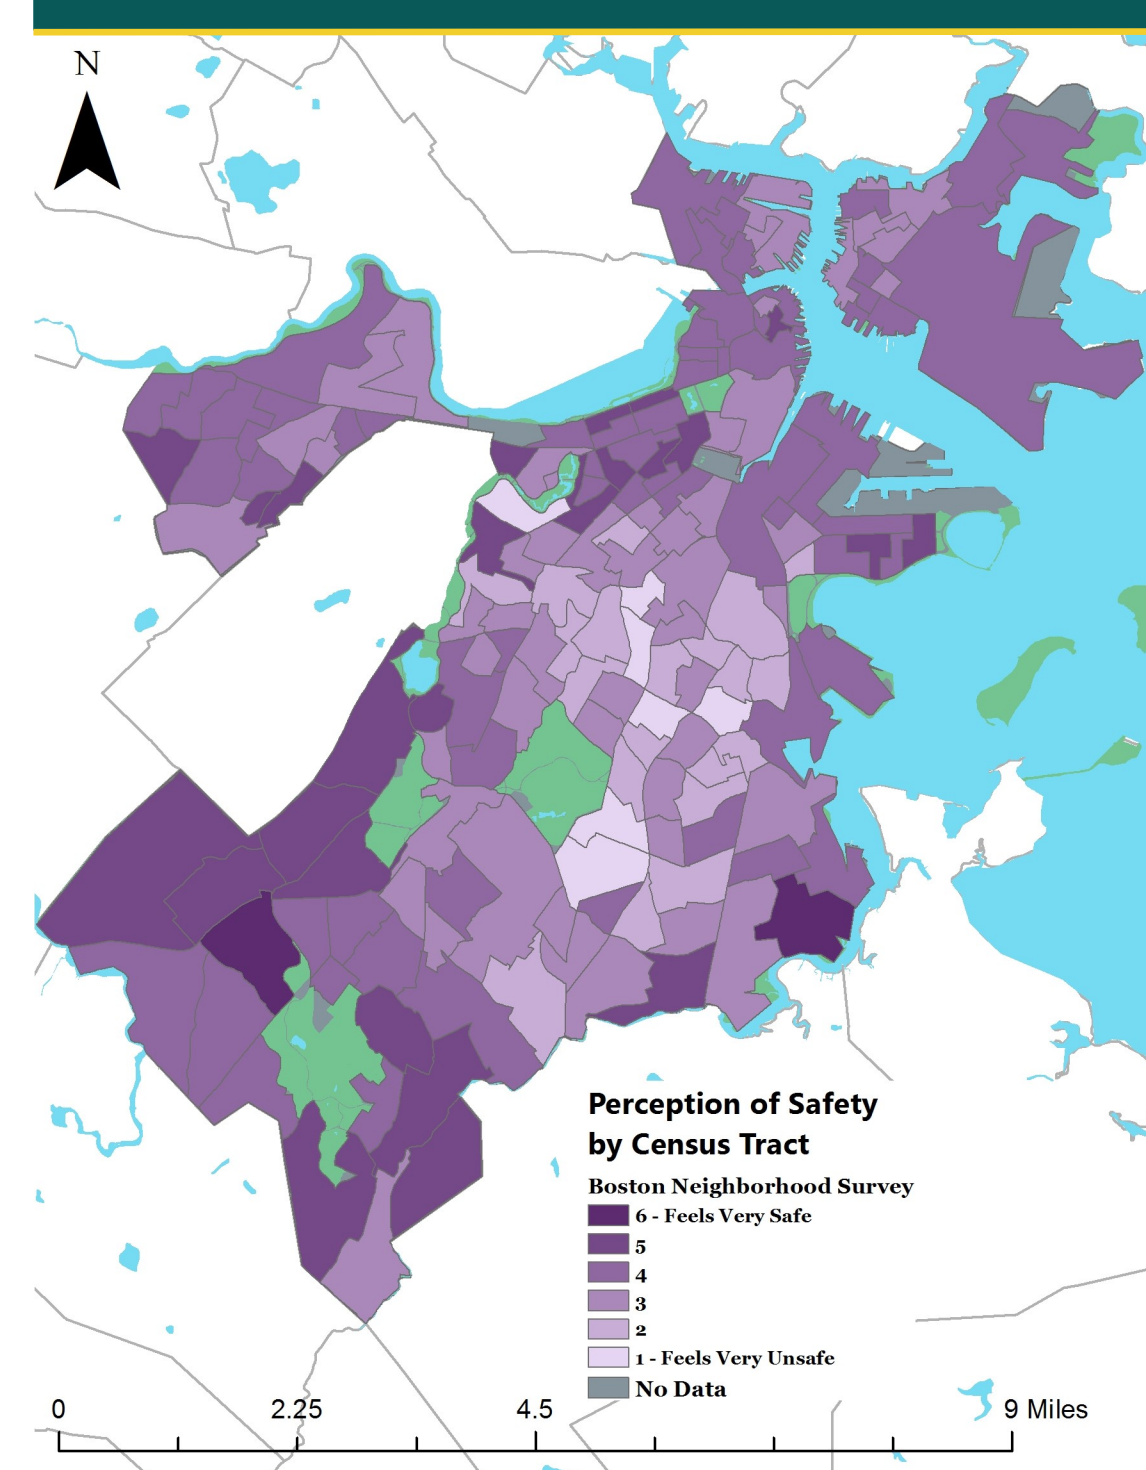 N
Perception of Safety
by Census Tract
Boston Neighborhood Survey
6 - Feels Very Safe
5
4
3
2
1 - Feels Very Unsafe
No Data
0 2.25 4.5 9 Miles